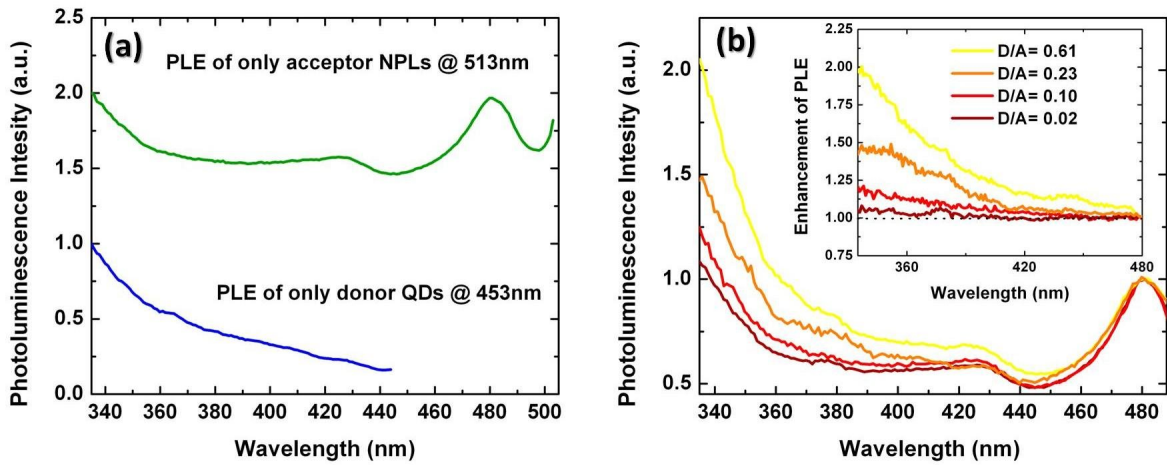 (a)
PLE of only acceptor NPLs @ 513nm
PLE of only donor QDs @ 453nm
Photoluminescence Intesity (a.u.)
2.5
2.0
1.5
1.0
0.5
0.0
340 360 380 400 420 440 460 480 500
Wavelength (nm)
(b)
Photoluminescence Intesity (a.u.)
2.0
1.5
1.0
0.5
340 360 380 400 420 440 460 480
Wavelength (nm)
Enhancement of PLE
2.25
2.00
1.75
1.50
1.25
1.00
0.75
D/A= 0.61
D/A= 0.23
D/A= 0.10
D/A= 0.02
360 420 480
Wavelength (nm)